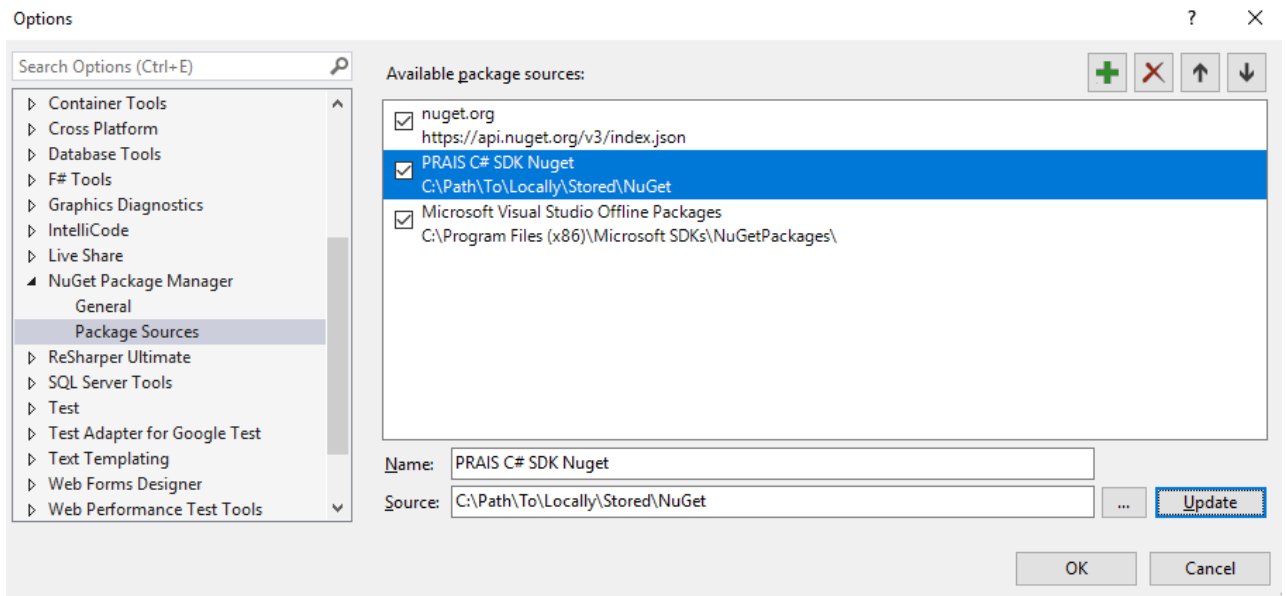 Options
?
Search Options (Ctrl+E)
Container Tools
Cross Platform
Database Tools
F# Tools
Graphics Diagnostics
IntelliCode
Live Share
NuGet Package Manager
General
Package Sources
ReSharper Ultimate
SQL Server Tools
Test
Test Adapter for Google Test
Text Templating
Web Forms Designer
Web Performance Test Tools
Available package sources:
nuget.org
https://api.nuget.org/v3/index.json
PRAIS C# SDK Nuget
C:\Path\To\Locally\Stored\NuGet
Microsoft Visual Studio Offline Packages
C:\Program Files (x86)\Microsoft SDKs\NuGetPackages\
Name: PRAIS C# SDK Nuget
Source: C:\Path\To\Locally\Stored\NuGet ... Update
OK Cancel